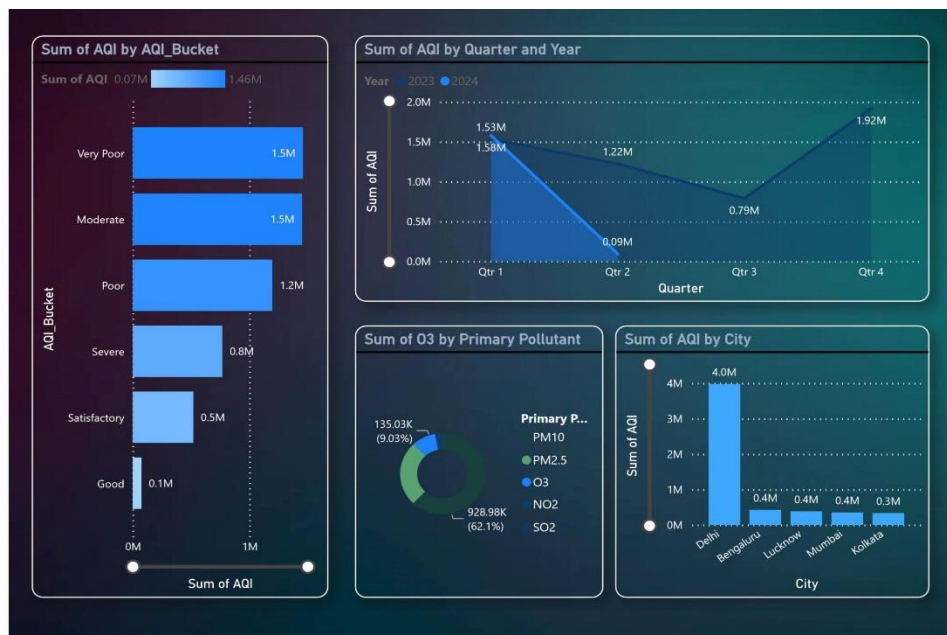 Sum of AQI by AQI_Bucket
Sum of AQI 0.07M 1.46M
AQI_Bucket
Very Poor 1.5M
Moderate 1.5M
Poor 1.2M
Severe 0.8M
Satisfactory 0.5M
Good 0.1M
0M 1M
Sum of AQI
Sum of AQI by Quarter and Year
Year 2023 2024
Sum of AQI
2.0M
1.5M
1.0M
0.5M
0.0M
1.53M
1.58M
1.22M
0.09M
0.79M
1.92M
Qtr 1 Qtr 2 Qtr 3 Qtr 4
Quarter
Sum of O3 by Primary Pollutant
135.03K
(9.03%)
928.98K
(62.1%)
Primary P...
PM10
PM2.5
O3
NO2
SO2
Sum of AQI by City
Sum of AQI
4M
3M
2M
1M
0M
4.0M
0.4M
0.4M
0.4M
0.3M
Delhi
Bengaluru
Lucknow
Mumbai
Kolkata
City